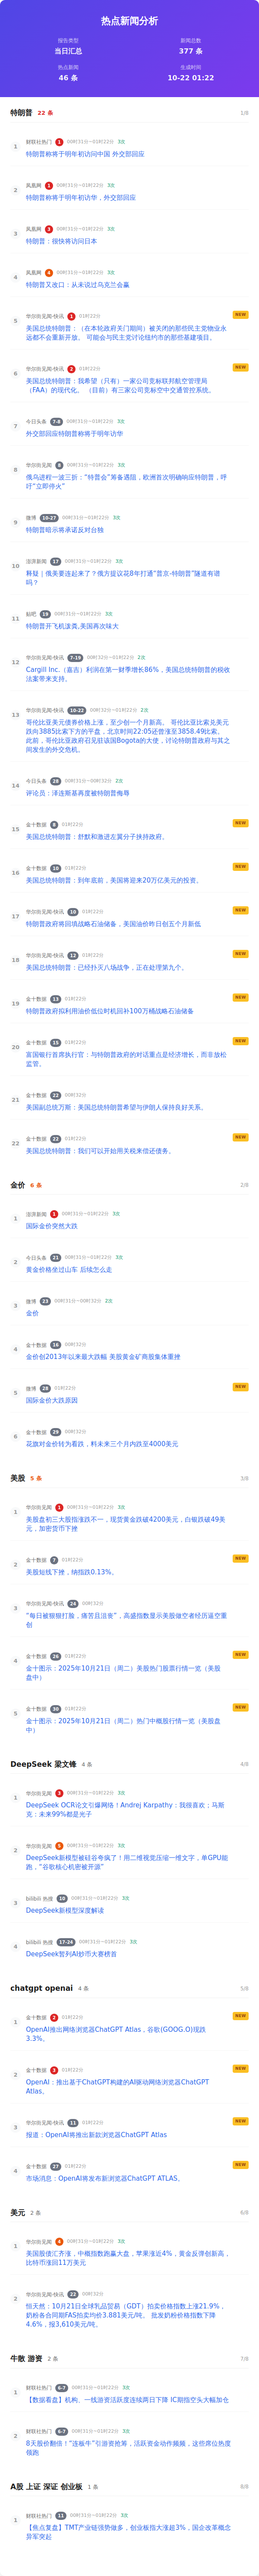 热点新闻分析
报告类型
当日汇总
新闻总数
377 条
热点新闻
46 条
生成时间
10-22 01:22
特朗普 22 条 1/8
1 财联社热门 1 00时31分~01时22分 3次
特朗普称将于明年初访问中国 外交部回应
2 凤凰网 1 00时31分~01时22分 3次
特朗普称将于明年初访华，外交部回应
3 凤凰网 3 00时31分~01时22分 3次
特朗普：很快将访问日本
4 凤凰网 4 00时31分~01时22分 3次
特朗普又改口：从未说过乌克兰会赢
5 华尔街见闻-快讯 1 01时22分 NEW
美国总统特朗普：（在本轮政府关门期间）被关闭的那些民主党物业永
远都不会重新开放。 可能会与民主党讨论纽约市的那些基建项目。
6 华尔街见闻-快讯 2 01时22分 NEW
美国总统特朗普：我希望（只有）一家公司竞标联邦航空管理局
（FAA）的现代化。 （目前）有三家公司竞标空中交通管控系统。
7 今日头条 7-8 00时31分~01时22分 3次
外交部回应特朗普称将于明年初访华
8 华尔街见闻 8 00时31分~01时22分 3次
俄乌进程一波三折：“特普会”筹备遇阻，欧洲首次明确响应特朗普，呼
吁“立即停火”
9 微博 10-27 00时31分~01时22分 3次
特朗普暗示将承诺反对台独
10 澎湃新闻 17 00时31分~01时22分 3次
释疑｜俄美要连起来了？俄方提议花8年打通“普京-特朗普”隧道有谱
吗？
11 贴吧 19 00时31分~01时22分 3次
特朗普开飞机泼粪,美国再次味大
12 华尔街见闻-快讯 7-19 00时32分~01时22分 2次
Cargill Inc.（嘉吉）利润在第一财季增长86%，美国总统特朗普的税收
法案带来支持。
13 华尔街见闻-快讯 10-22 00时32分~01时22分 2次
哥伦比亚美元债券价格上涨，至少创一个月新高。 哥伦比亚比索兑美元
跌向3885比索下方的平盘，北京时间22:05还曾涨至3858.49比索。
此前，哥伦比亚政府召见驻该国Bogota的大使，讨论特朗普政府与其之
间发生的外交危机。
14 今日头条 28 00时31分~00时32分 2次
评论员：泽连斯基再度被特朗普侮辱
15 金十数据 8 01时22分 NEW
美国总统特朗普：舒默和激进左翼分子挟持政府。
16 金十数据 10 01时22分 NEW
美国总统特朗普：到年底前，美国将迎来20万亿美元的投资。
17 华尔街见闻-快讯 10 01时22分 NEW
特朗普政府将回填战略石油储备，美国油价昨日创五个月新低
18 华尔街见闻-快讯 12 01时22分 NEW
美国总统特朗普：已经扑灭八场战争，正在处理第九个。
19 金十数据 13 01时22分 NEW
特朗普政府拟利用油价低位时机回补100万桶战略石油储备
20 金十数据 15 01时22分 NEW
富国银行首席执行官：与特朗普政府的对话重点是经济增长，而非放松
监管。
21 金十数据 22 00时32分
美国副总统万斯：美国总统特朗普希望与伊朗人保持良好关系。
22 金十数据 22 01时22分 NEW
美国总统特朗普：我们可以开始用关税来偿还债务。
金价 6 条 2/8
1 澎湃新闻 1 00时31分~01时22分 3次
国际金价突然大跌
2 今日头条 21 00时31分~01时22分 3次
黄金价格坐过山车 后续怎么走
3 微博 23 00时31分~00时32分 2次
金价
4 金十数据 16 00时32分
金价创2013年以来最大跌幅 美股黄金矿商股集体重挫
5 微博 28 01时22分 NEW
国际金价大跌原因
6 金十数据 29 00时32分
花旗对金价转为看跌，料未来三个月内跌至4000美元
美股 5 条 3/8
1 华尔街见闻 1 00时31分~01时22分 3次
美股盘初三大股指涨跌不一，现货黄金跌破4200美元，白银跌破49美
元，加密货币下挫
2 金十数据 7 01时22分 NEW
美股短线下挫，纳指跌0.13%。
3 华尔街见闻-快讯 24 00时32分
“每日被狠狠打脸，痛苦且沮丧”，高盛指数显示美股做空者经历逼空重
创
4 金十数据 26 01时22分 NEW
金十图示：2025年10月21日（周二）美股热门股票行情一览（美股
盘中）
5 金十数据 30 01时22分 NEW
金十图示：2025年10月21日（周二）热门中概股行情一览（美股盘
中）
DeepSeek 梁文锋 4 条 4/8
1 华尔街见闻 3 00时31分~01时22分 3次
DeepSeek OCR论文引爆网络！Andrej Karpathy：我很喜欢；马斯
克：未来99%都是光子
2 华尔街见闻 5 00时31分~01时22分 3次
DeepSeek新模型被硅谷夸疯了！用二维视觉压缩一维文字，单GPU能
跑，“谷歌核心机密被开源”
3 bilibili 热搜 10 00时31分~01时22分 3次
DeepSeek新模型深度解读
4 bilibili 热搜 17-24 00时31分~01时22分 3次
DeepSeek暂列AI炒币大赛榜首
chatgpt openai 4 条 5/8
1 金十数据 2 01时22分 NEW
OpenAI推出网络浏览器ChatGPT Atlas，谷歌(GOOG.O)现跌
3.3%。
2 金十数据 3 01时22分 NEW
OpenAI：推出基于ChatGPT构建的AI驱动网络浏览器ChatGPT
Atlas。
3 华尔街见闻-快讯 11 01时22分 NEW
报道：OpenAI将推出新款浏览器ChatGPT Atlas
4 金十数据 27 01时22分 NEW
市场消息：OpenAI将发布新浏览器ChatGPT ATLAS。
美元 2 条 6/8
1 华尔街见闻 4 00时31分~01时22分 3次
美国股债汇齐涨，中概指数跑赢大盘，苹果涨近4%，黄金反弹创新高，
比特币涨回11万美元
2 华尔街见闻-快讯 22 00时32分
恒天然：10月21日全球乳品贸易（GDT）拍卖价格指数上涨21.9%，
奶粉各合同期FAS拍卖均价3.881美元/吨。 批发奶粉价格指数下降
4.6%，报3,610美元/吨。
牛散 游资 2 条 7/8
1 财联社热门 6-7 00时31分~01时22分 3次
【数据看盘】机构、一线游资活跃度连续两日下降 IC期指空头大幅加仓
2 财联社热门 6-7 00时31分~01时22分 3次
8天股价翻倍！“连板牛”引游资抢筹，活跃资金动作频频，这些席位热度
领跑
A股 上证 深证 创业板 1 条 8/8
1 财联社热门 11 00时31分~01时22分 3次
【焦点复盘】TMT产业链强势做多，创业板指大涨超3%，国企改革概念
异军突起